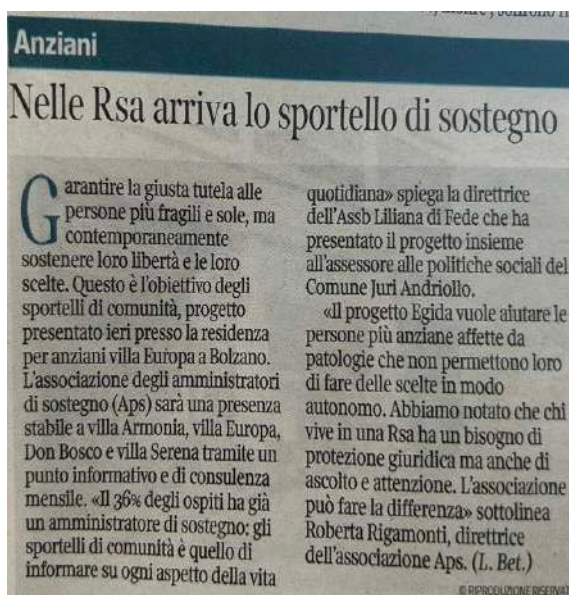 Anziani
Nelle Rsa arriva lo sportello di sostegno
Garantire la giusta tutela alle
persone più fragili e sole, ma
contemporaneamente
sostenere loro libertà e le loro
scelte. Questo è l'obiettivo degli
sportelli di comunità, progetto
presentato ieri presso la residenza
per anziani villa Europa a Bolzano.
L'associazione degli amministratori
di sostegno (Aps) sarà una presenza
stabile a villa Armonia, villa Europa,
Don Bosco e villa Serena tramite un
punto informativo e di consulenza
mensile. «Il 36% degli ospiti ha già
un amministratore di sostegno: gli
sportelli di comunità è quello di
informare su ogni aspetto della vita
quotidiana» spiega la direttrice
dell'Assb Liliana di Fede che ha
presentato il progetto insieme
all'assessore alle politiche sociali del
Comune Juri Andriollo.
«Il progetto Egida vuole aiutare le
persone più anziane affette da
patologie che non permettono loro
di fare delle scelte in modo
autonomo. Abbiamo notato che chi
vive in una Rsa ha un bisogno di
protezione giuridica ma anche di
ascolto e attenzione. L'associazione
può fare la differenza» sottolinea
Roberta Rigamonti, direttrice
dell'associazione Aps. (L. Bet.)
© RIPRODUZIONE RISERVAT